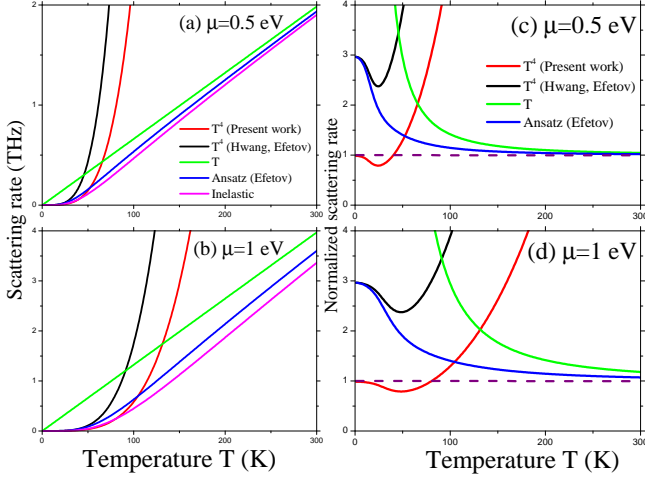 (a) μ=0.5 eV
2
1
0
0
100
200
300
T⁴ (Present work)
T⁴ (Hwang, Efetov)
T
Ansatz (Efetov)
Inelastic
Scattering rate (THz)
(b) μ=1 eV
4
3
2
1
0
0
100
200
300
Temperature T (K)
(c) μ=0.5 eV
4
3
2
1
0
0
100
200
300
T⁴ (Present work)
T⁴ (Hwang, Efetov)
T
Ansatz (Efetov)
Normalized scattering rate
(d) μ=1 eV
4
3
2
1
0
0
100
200
300
Temperature T (K)